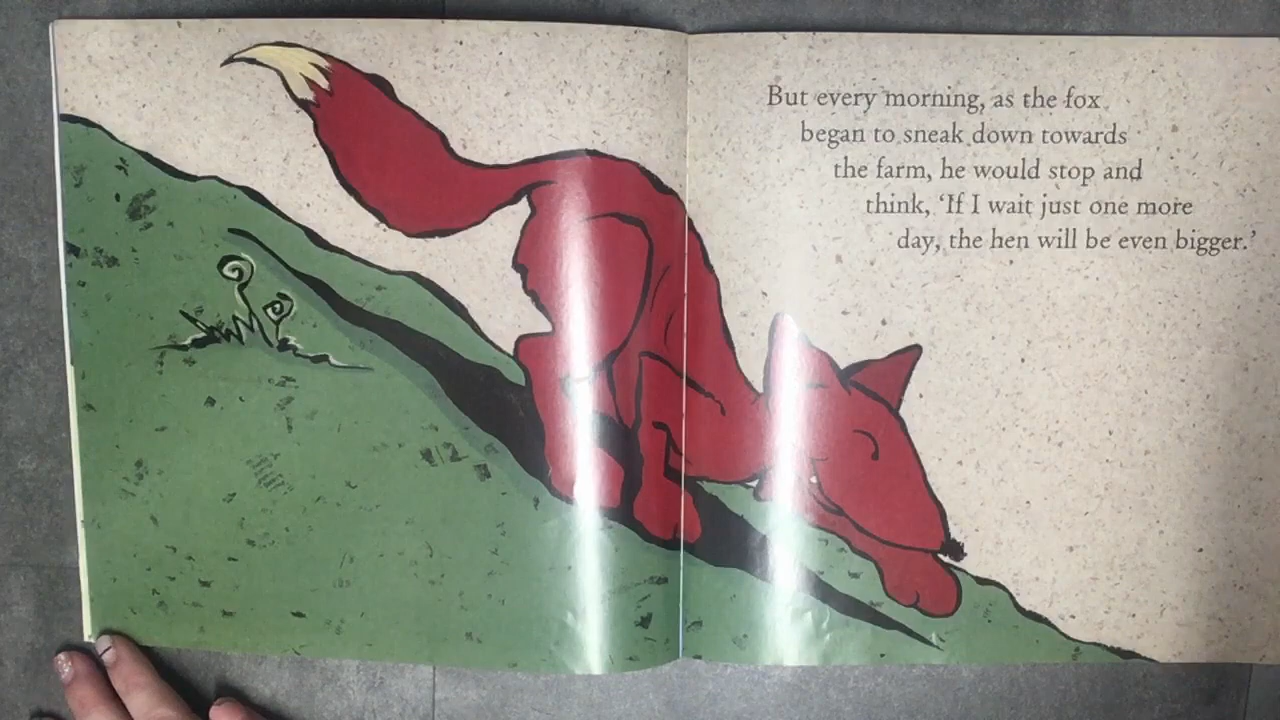 But every morning, as the fox
began to sneak down towards
the farm, he would stop and
think, ‘If I wait just one more
day, the hen will be even bigger.’